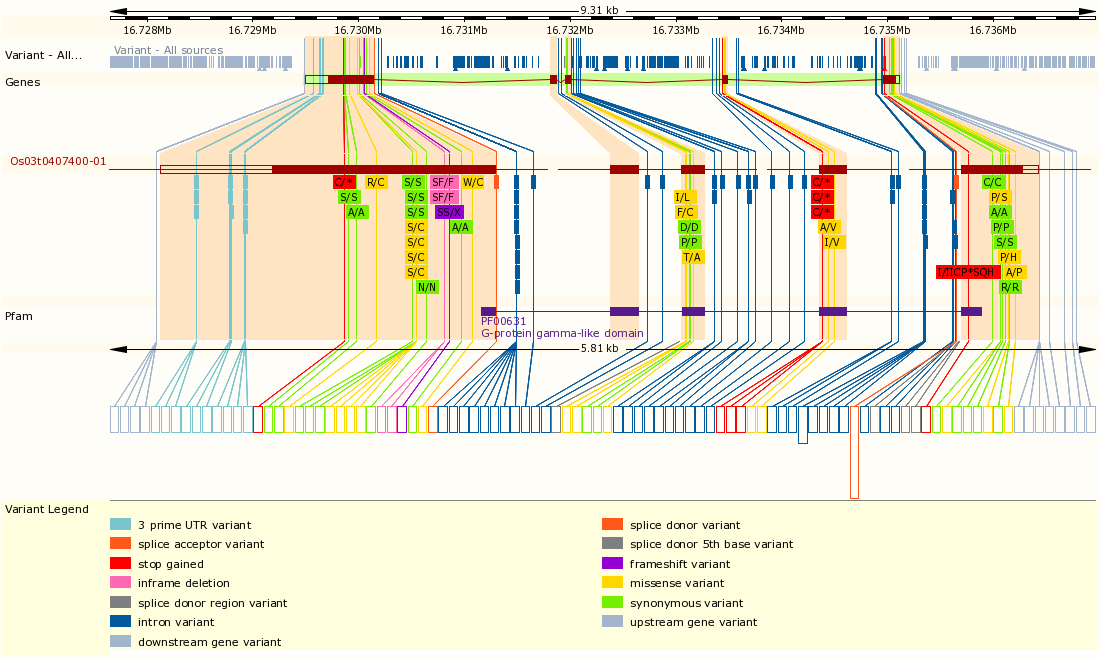 9.31 kb
16.728Mb 16.729Mb 16.730Mb 16.731Mb 16.732Mb 16.733Mb 16.734Mb 16.735Mb 16.736Mb
Variant - All sources
Variant - All...
Genes
Os03t0407400-01
C/* R/C S/S SF/F W/C C/* C/C
S/S S/S SF/F I/L C/* P/S
A/A S/S SS/X F/C C/* A/A
S/C A/A D/D A/V P/P
S/C P/P I/V S/S
S/C T/A P/H
S/C I/IICP*SQH A/P
N/N R/R
Pfam
PF00631
G-protein gamma-like domain
5.81 kb
Variant Legend
3 prime UTR variant
splice acceptor variant
stop gained
inframe deletion
splice donor region variant
intron variant
downstream gene variant
splice donor variant
splice donor 5th base variant
frameshift variant
missense variant
synonymous variant
upstream gene variant